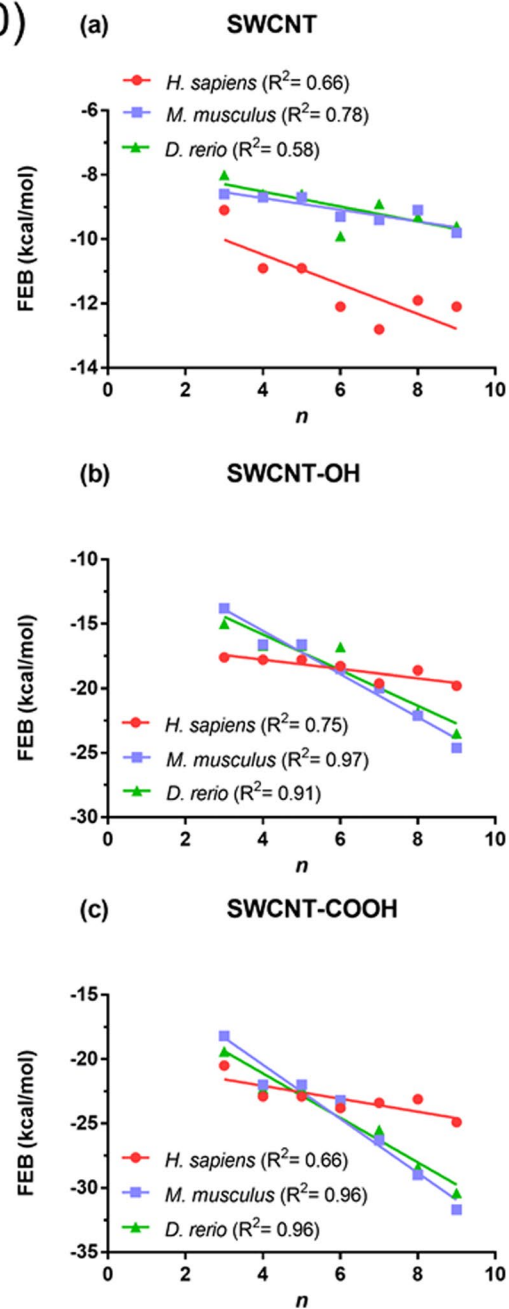 0)
(a) SWCNT
H. sapiens (R²= 0.66)
M. musculus (R²= 0.78)
D. rerio (R²= 0.58)
FEB (kcal/mol)
-6
-8
-10
-12
-14
0 2 4 6 8 10
n
(b) SWCNT-OH
FEB (kcal/mol)
-10
-15
-20
-25
-30
H. sapiens (R²= 0.75)
M. musculus (R²= 0.97)
D. rerio (R²= 0.91)
0 2 4 6 8 10
n
(c) SWCNT-COOH
FEB (kcal/mol)
-15
-20
-25
-30
-35
H. sapiens (R²= 0.66)
M. musculus (R²= 0.96)
D. rerio (R²= 0.96)
0 2 4 6 8 10
n